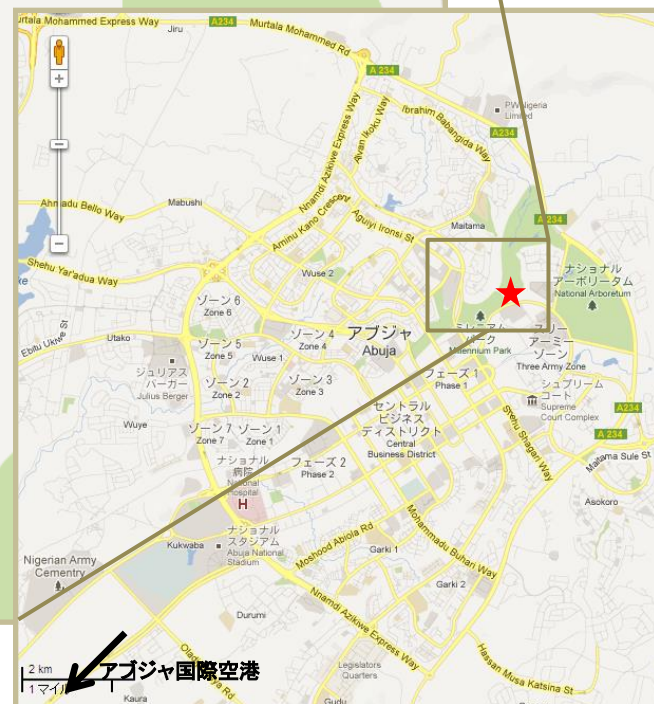 urtala Mohammed Express Way
A234
Murtala Mohammed Rd
Jiru
A 234
PW Nigeria
Limited
Ibrahim Babangida Way
A234
Alvan Ikoku Way
Nnamdi Azikiwe Express Way
Ahmadu Bello Way
Mabushi
Aminu Kano Crescent
Aguiyi Ironsi St
Maitama
A 234
Shehu Yar'adua Way
Wuse 2
ナショナル
アーボリータム
National Arboretum
ゾーン 6
Zone 6
Ebitu Ukiwe St
Utako
ゾーン 5
Zone 5
Wuse 1
ゾーン 4
Zone 4
アブジャ
Abuja
ミレニアム
パーク
Millennium Park
スリー
アーミー
ゾーン
Three Army Zone
ジュリアス
バーガー
Julius Berger
ゾーン 2
Zone 2
ゾーン 3
Zone 3
フェーズ 1
Phase 1
シュプリーム
コート
Supreme
Court Complex
A234
Wuye
ゾーン 7
Zone 7
ゾーン 1
Zone 1
セントラル
ビジネス
ディストリクト
Central
Business District
Shehu Shagari Way
A 234
Maitama Sule St
ナショナル
病院
National
Hospital
H
フェーズ 2
Phase 2
Asokoro
ナショナル
スタジアム
Abuja National
Stadium
Kukwaba
Moshood Abiola Rd
Mohammadu Buhari Way
Garki 1
Nigerian Army
Cementry
Garki 2
Durumi
Nnamdi Azikiwe Express Way
アブジャ国際空港
2 km
1 マイル
Kaura
Legislators
Quarters
Gudu
Hassan Musa Katsina St